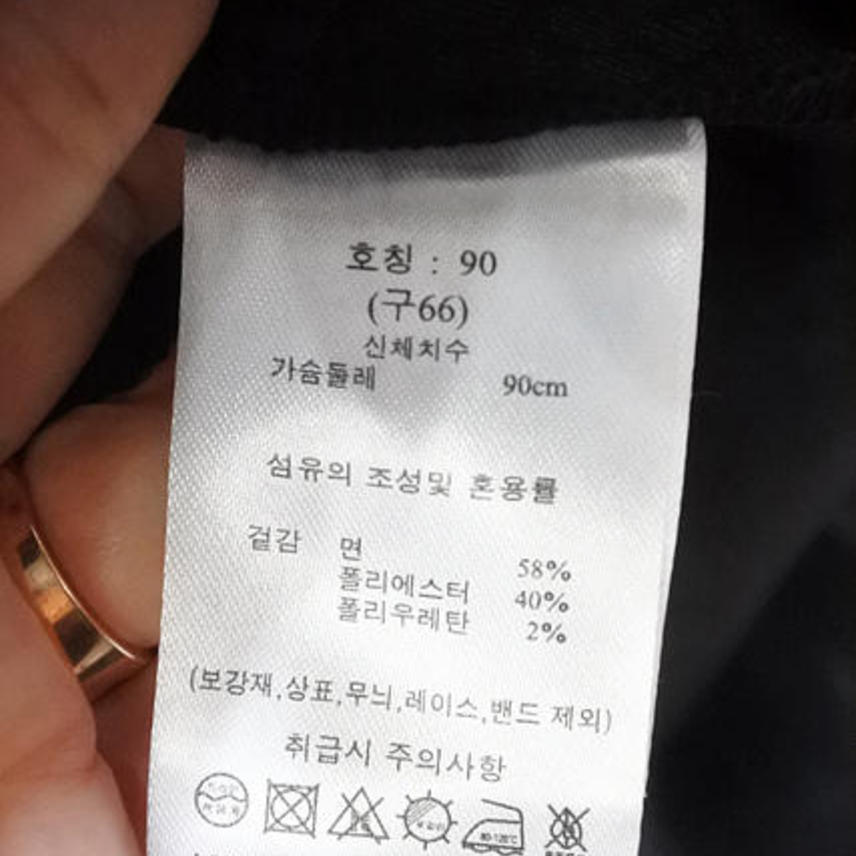 호칭 : 90
(구66)
신체치수
가슴둘레 90cm
섬유의 조성및 혼용률
겉감 면 58%
폴리에스터 40%
폴리우레탄 2%
(보강재,상표,무늬,레이스,밴드 제외)
취급시 주의사항
80-120℃